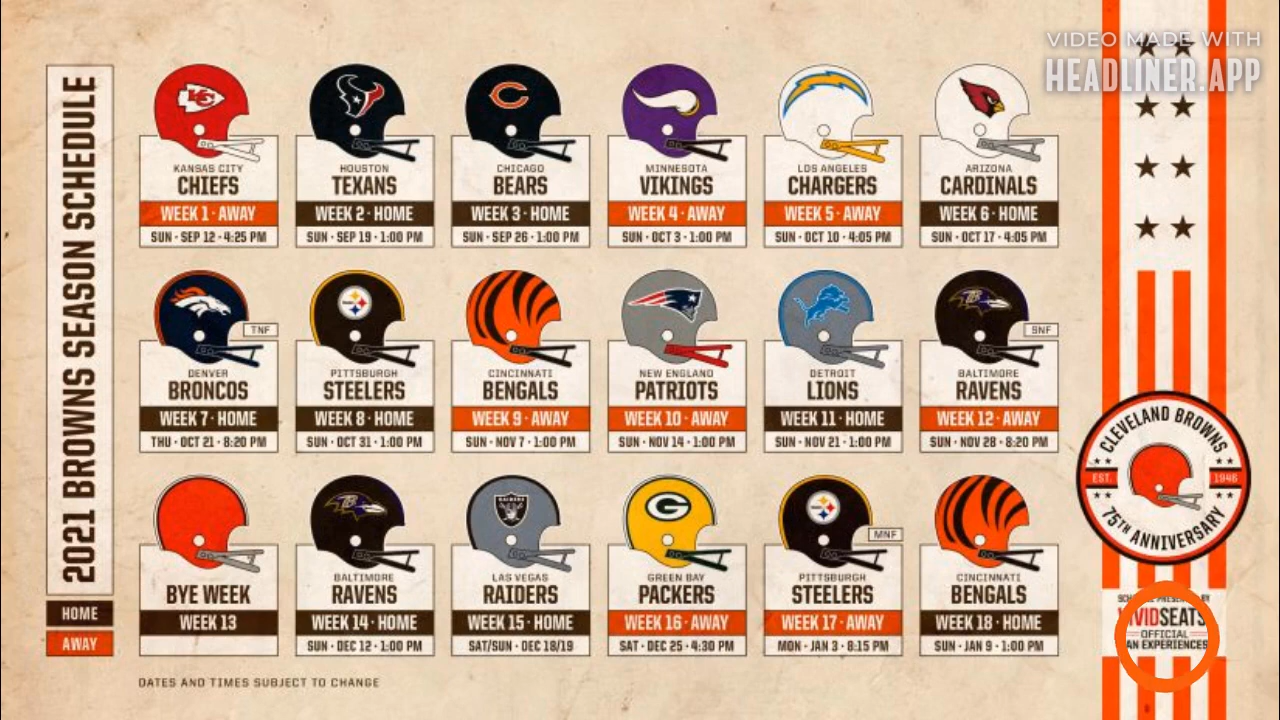 VIDEO MADE WITH
HEADLINER.APP
2021 BROWNS SEASON SCHEDULE
KANSAS CITY
CHIEFS
WEEK 1 · AWAY
SUN · SEP 12 · 4:25 PM
HOUSTON
TEXANS
WEEK 2 · HOME
SUN · SEP 19 · 1:00 PM
CHICAGO
BEARS
WEEK 3 · HOME
SUN · SEP 26 · 1:00 PM
MINNESOTA
VIKINGS
WEEK 4 · AWAY
SUN · OCT 3 · 1:00 PM
LOS ANGELES
CHARGERS
WEEK 5 · AWAY
SUN · OCT 10 · 4:05 PM
ARIZONA
CARDINALS
WEEK 6 · HOME
SUN · OCT 17 · 4:05 PM
TNF
DENVER
BRONCOS
WEEK 7 · HOME
THU · OCT 21 · 8:20 PM
PITTSBURGH
STEELERS
WEEK 8 · HOME
SUN · OCT 31 · 1:00 PM
CINCINNATI
BENGALS
WEEK 9 · AWAY
SUN · NOV 7 · 1:00 PM
NEW ENGLAND
PATRIOTS
WEEK 10 · AWAY
SUN · NOV 14 · 1:00 PM
DETROIT
LIONS
WEEK 11 · HOME
SUN · NOV 21 · 1:00 PM
SNF
BALTIMORE
RAVENS
WEEK 12 · AWAY
SUN · NOV 28 · 8:20 PM
BYE WEEK
WEEK 13
BALTIMORE
RAVENS
WEEK 14 · HOME
SUN · DEC 12 · 1:00 PM
RAIDERS
LAS VEGAS
RAIDERS
WEEK 15 · HOME
SAT/SUN · DEC 18/19
GREEN BAY
PACKERS
WEEK 16 · AWAY
SAT · DEC 25 · 4:30 PM
MNF
PITTSBURGH
STEELERS
WEEK 17 · AWAY
MON · JAN 3 · 8:15 PM
CINCINNATI
BENGALS
WEEK 18 · HOME
SUN · JAN 9 · 1:00 PM
HOME
AWAY
DATES AND TIMES SUBJECT TO CHANGE
CLEVELAND BROWNS
EST. 1946
75TH ANNIVERSARY
BY
VIVIDSEATS
OFFICIAL
EXPERIENCES